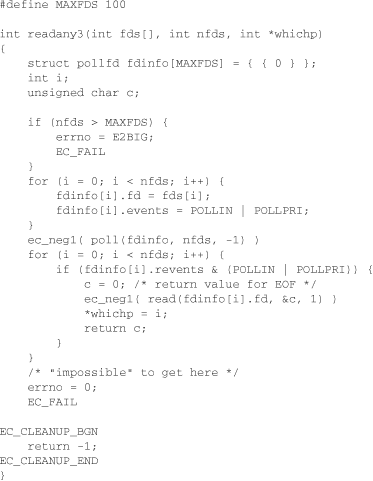 #define MAXFDS 100
int readany3(int fds[], int nfds, int *whichp)
{
    struct pollfd fdinfo[MAXFDS] = { { 0 } };
    int i;
    unsigned char c;
    if (nfds > MAXFDS) {
        errno = E2BIG;
        EC_FAIL
    }
    for (i = 0; i < nfds; i++) {
        fdinfo[i].fd = fds[i];
        fdinfo[i].events = POLLIN | POLLPRI;
    }
    ec_neg1( poll(fdinfo, nfds, -1) )
    for (i = 0; i < nfds; i++) {
        if (fdinfo[i].revents & (POLLIN | POLLPRI)) {
            c = 0; /* return value for EOF */
            ec_neg1( read(fdinfo[i].fd, &c, 1) )
            *whichp = i;
            return c;
        }
    }
    /* "impossible" to get here */
    errno = 0;
    EC_FAIL
EC_CLEANUP_BGN
    return -1;
EC_CLEANUP_END
}